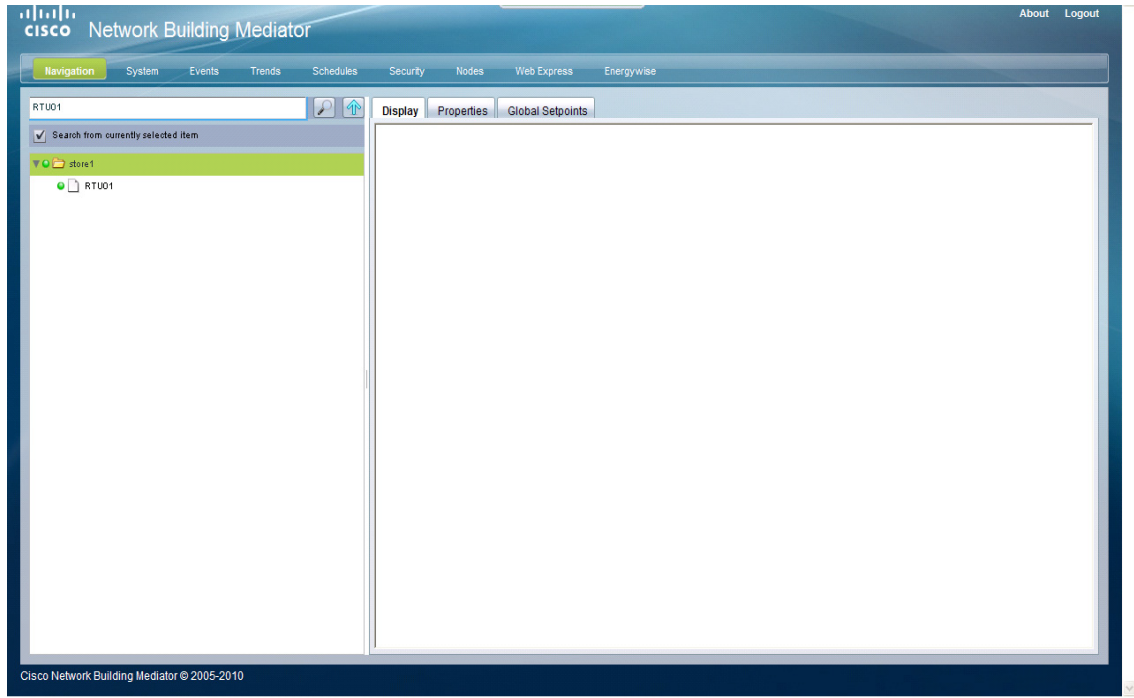 About Logout
CISCO Network Building Mediator
Navigation System Events Trends Schedules Security Nodes Web Express Energywise
RTU01
Display Properties Global Setpoints
Search from currently selected item
store1
RTU01
Cisco Network Building Mediator © 2005-2010